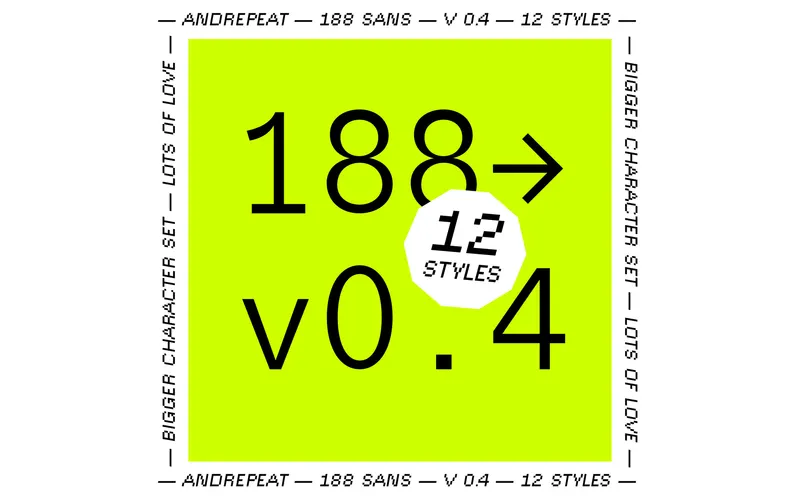 — ANDREPEAT — 188 SANS — V 0.4 — 12 STYLES —
— BIGGER CHARACTER SET — LOTS OF LOVE —
188→
12
STYLES
v0.4
— BIGGER CHARACTER SET — LOTS OF LOVE —
— ANDREPEAT — 188 SANS — V 0.4 — 12 STYLES —